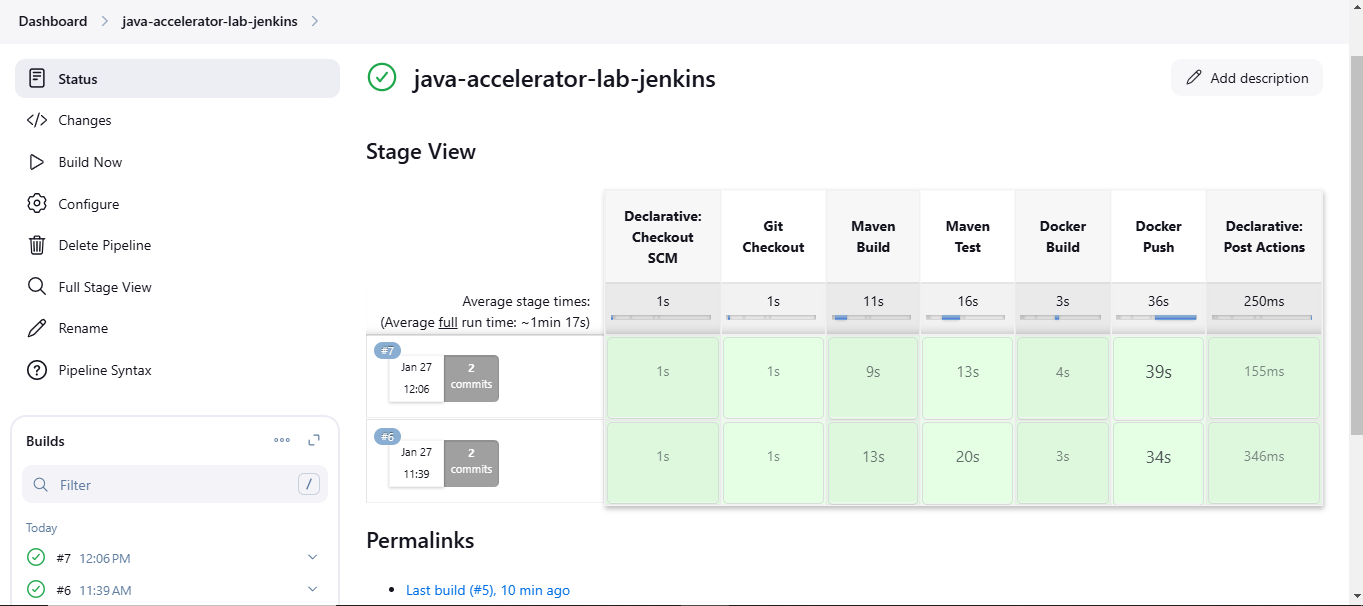 Dashboard
java-accelerator-lab-jenkins
Status
Changes
Build Now
Configure
Delete Pipeline
Full Stage View
Rename
Pipeline Syntax
Builds
Filter
/
Today
#7 12:06 PM
#6 11:39 AM
java-accelerator-lab-jenkins
Add description
Stage View
Declarative:
Checkout
SCM
Git
Checkout
Maven
Build
Maven
Test
Docker
Build
Docker
Push
Declarative:
Post Actions
Average stage times:
(Average full run time: ~1min 17s)
1s 1s 11s 16s 3s 36s 250ms
#7
Jan 27
12:06
2
commits
1s 1s 9s 13s 4s 39s 155ms
#6
Jan 27
11:39
2
commits
1s 1s 13s 20s 3s 34s 346ms
Permalinks
Last build (#5), 10 min ago